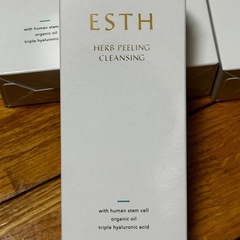 ESTH
HERB PEELING
CLEANSING
with human stem cell
organic oil
triple hyaluronic acid
with human stem cell
organic oil
triple hyaluronic